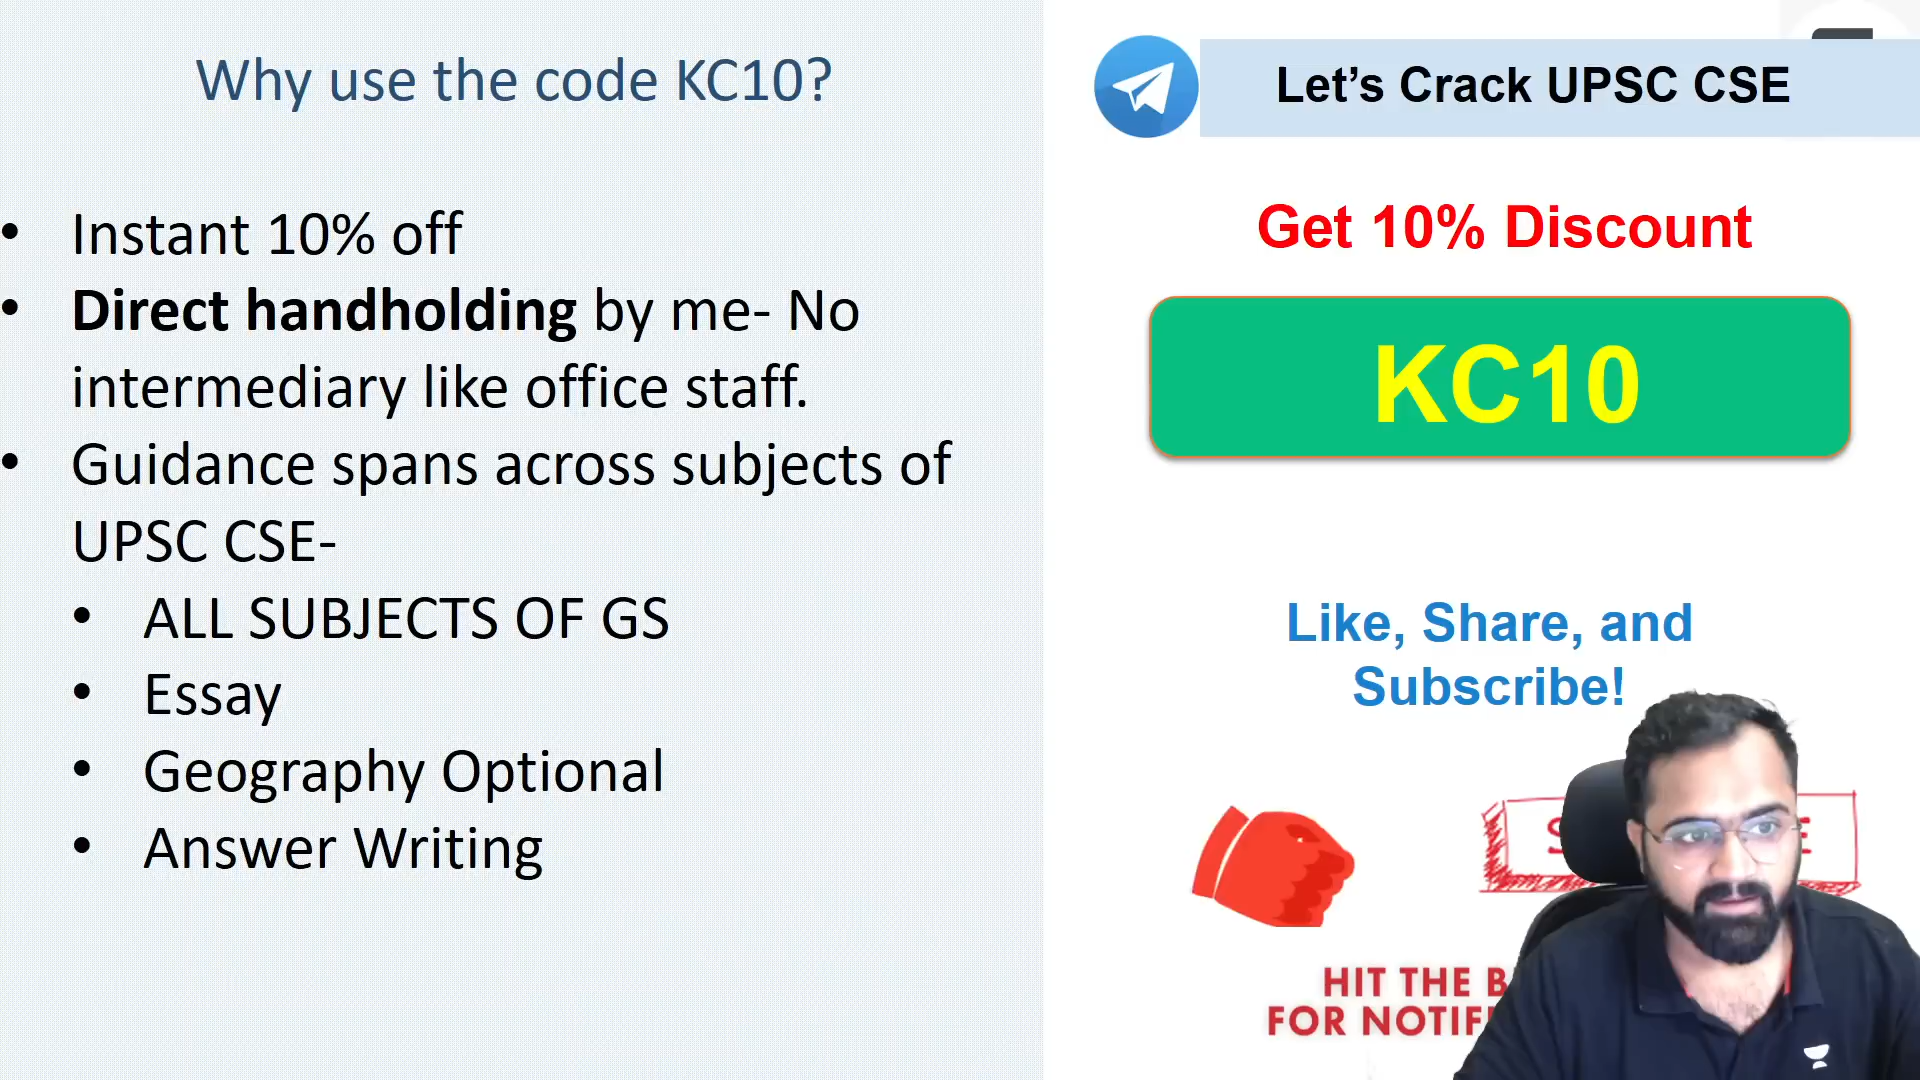 Why use the code KC10?
• Instant 10% off
• Direct handholding by me- No
intermediary like office staff.
• Guidance spans across subjects of
UPSC CSE-
• ALL SUBJECTS OF GS
• Essay
• Geography Optional
• Answer Writing
Let’s Crack UPSC CSE
Get 10% Discount
KC10
Like, Share, and
Subscribe!
HIT THE
FOR